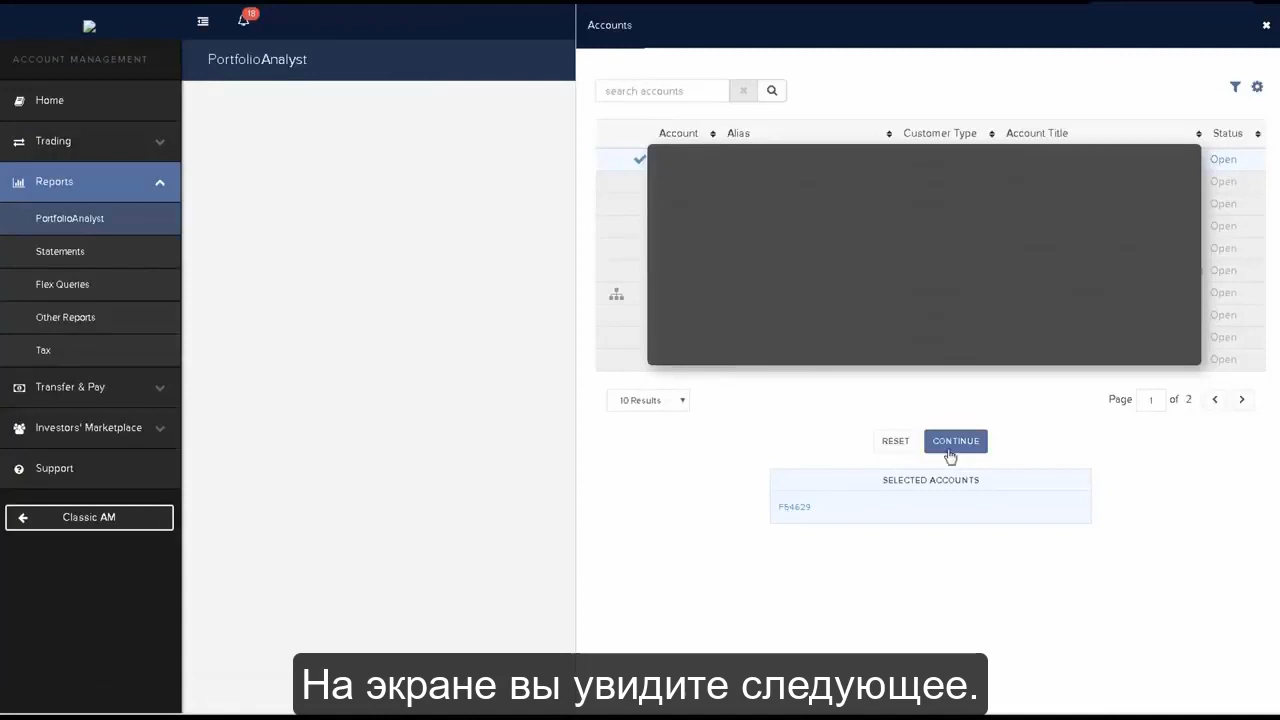 18
Accounts
ACCOUNT MANAGEMENT
PortfolioAnalyst
Home
Trading
Reports
PortfolioAnalyst
Statements
Flex Queries
Other Reports
Tax
Transfer & Pay
Investors' Marketplace
Support
Classic AM
search accounts
Account Alias Customer Type Account Title Status
Open
Open
Open
Open
Open
Open
Open
Open
Open
Open
10 Results
Page 1 of 2
RESET CONTINUE
SELECTED ACCOUNTS
На экране вы увидите следующее.